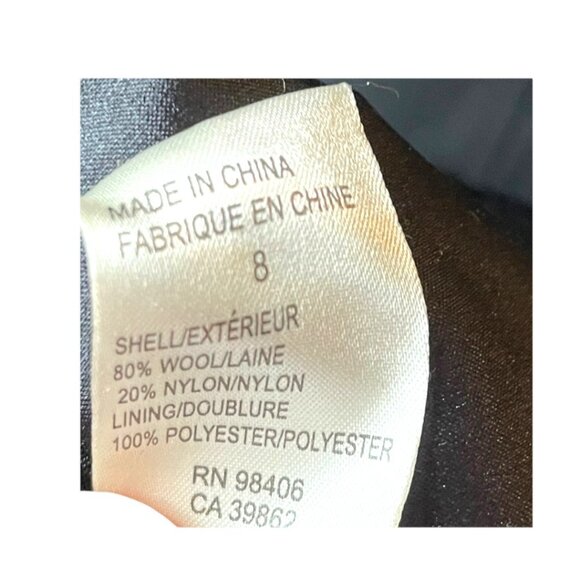 MADE IN CHINA
FABRIQUE EN CHINE
8
SHELL/EXTÉRIEUR
80% WOOL/LAINE
20% NYLON/NYLON
LINING/DOUBLURE
100% POLYESTER/POLYESTER
RN 98406
CA 39862